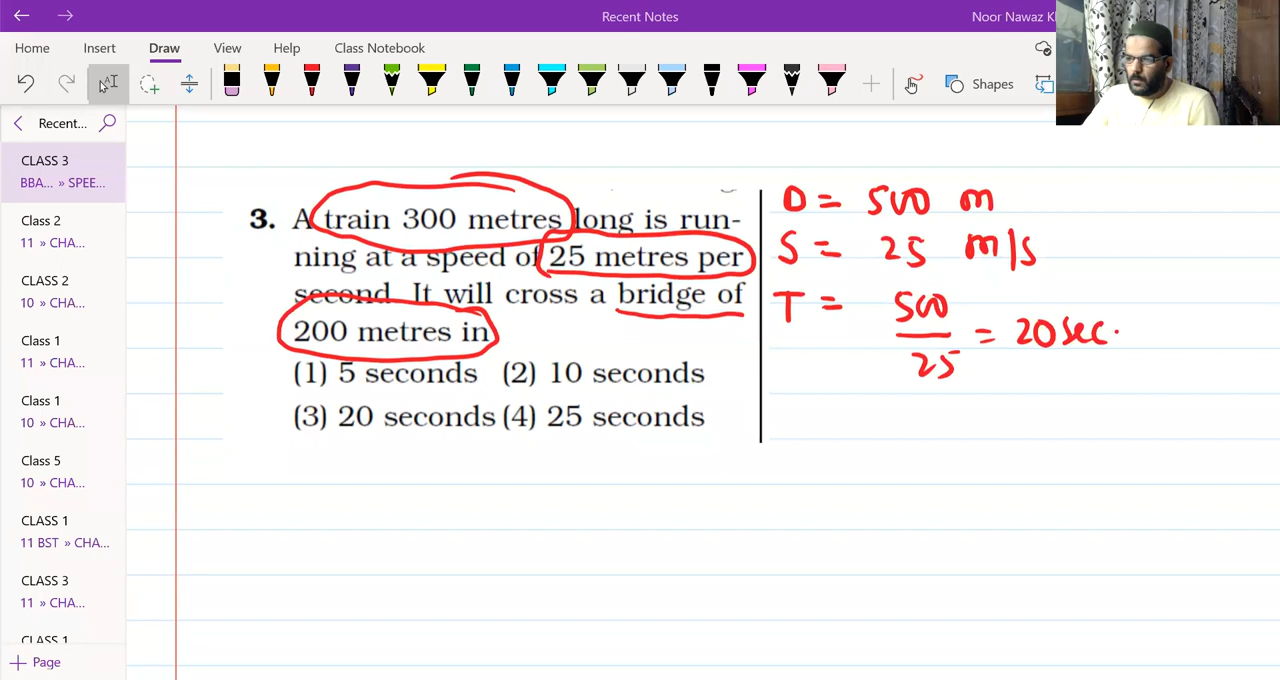 Recent Notes
Noor Nawaz Kh
Home Insert Draw View Help Class Notebook
Shapes
Recent...
CLASS 3
BBA... » SPEE...
Class 2
11 » CHA...
CLASS 2
10 » CHA...
Class 1
11 » CHA...
Class 1
10 » CHA...
Class 5
10 » CHA...
CLASS 1
11 BST » CHA...
CLASS 3
11 » CHA...
CLASS 1
+ Page
3. A train 300 metres long is run-
ning at a speed of 25 metres per
second. It will cross a bridge of
200 metres in
(1) 5 seconds (2) 10 seconds
(3) 20 seconds (4) 25 seconds
D = 500 m
S = 25 m/s
T = 500
25 = 20 sec.